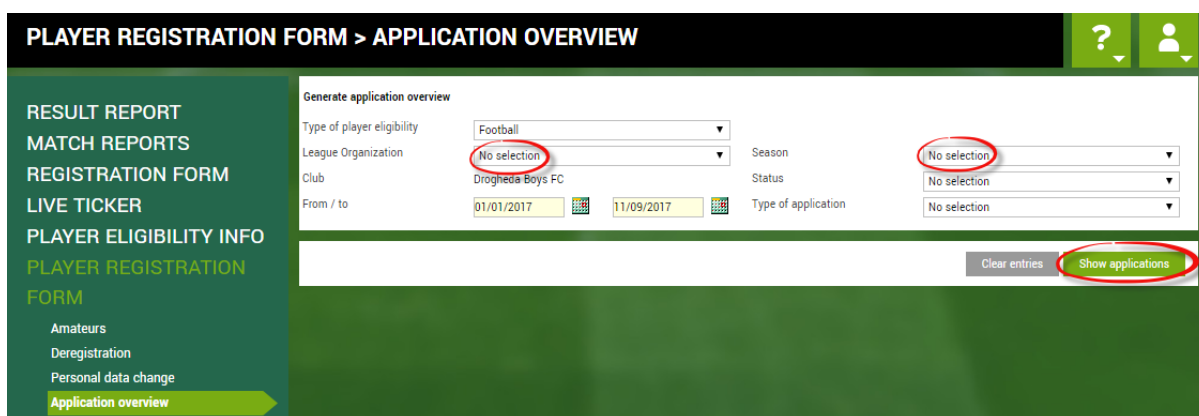 PLAYER REGISTRATION FORM > APPLICATION OVERVIEW
?
RESULT REPORT
MATCH REPORTS
REGISTRATION FORM
LIVE TICKER
PLAYER ELIGIBILITY INFO
PLAYER REGISTRATION
FORM
Amateurs
Deregistration
Personal data change
Application overview
Generate application overview
Type of player eligibility Football
League Organization No selection Season No selection
Club Drogheda Boys FC Status No selection
From / to 01/01/2017 11/09/2017 Type of application No selection
Clear entries Show applications